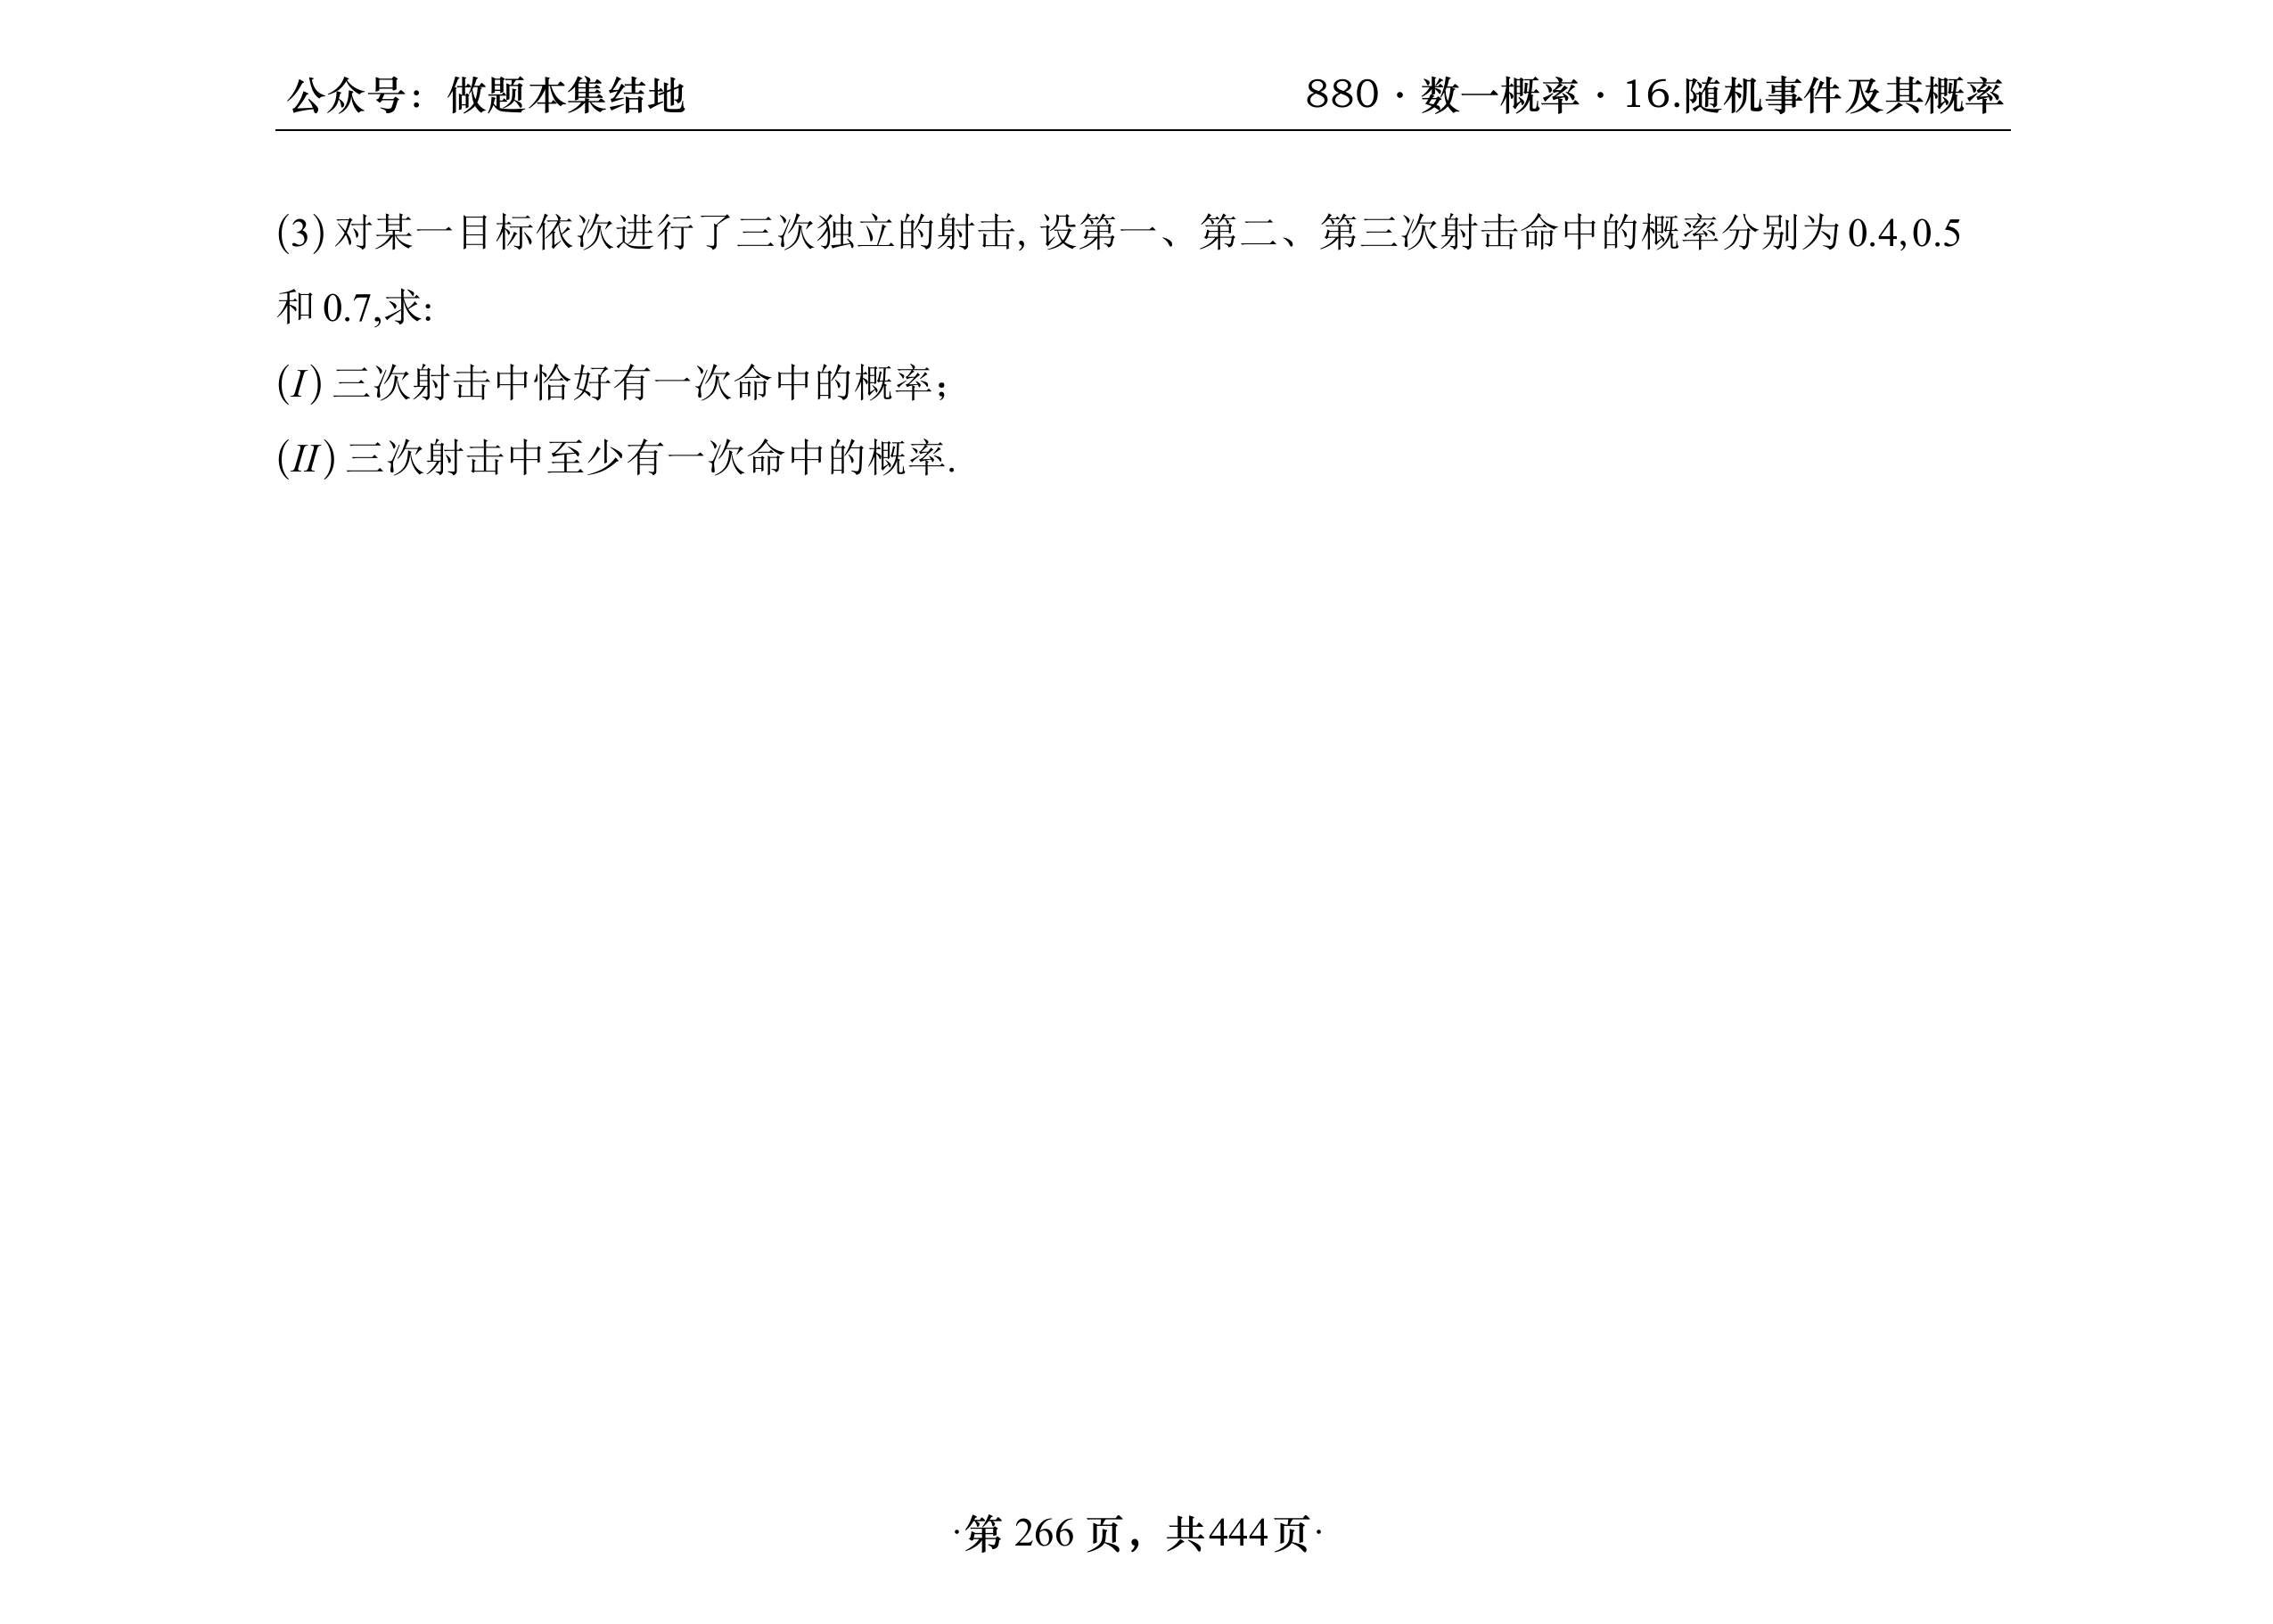 公众号：做题本集结地 880・数一概率・16.随机事件及其概率
(3) 对某一目标依次进行了三次独立的射击, 设第一、第二、第三次射击命中的概率分别为 0.4, 0.5
和 0.7,求:
(I) 三次射击中恰好有一次命中的概率；
(II) 三次射击中至少有一次命中的概率.
·第 266 页，共444页·